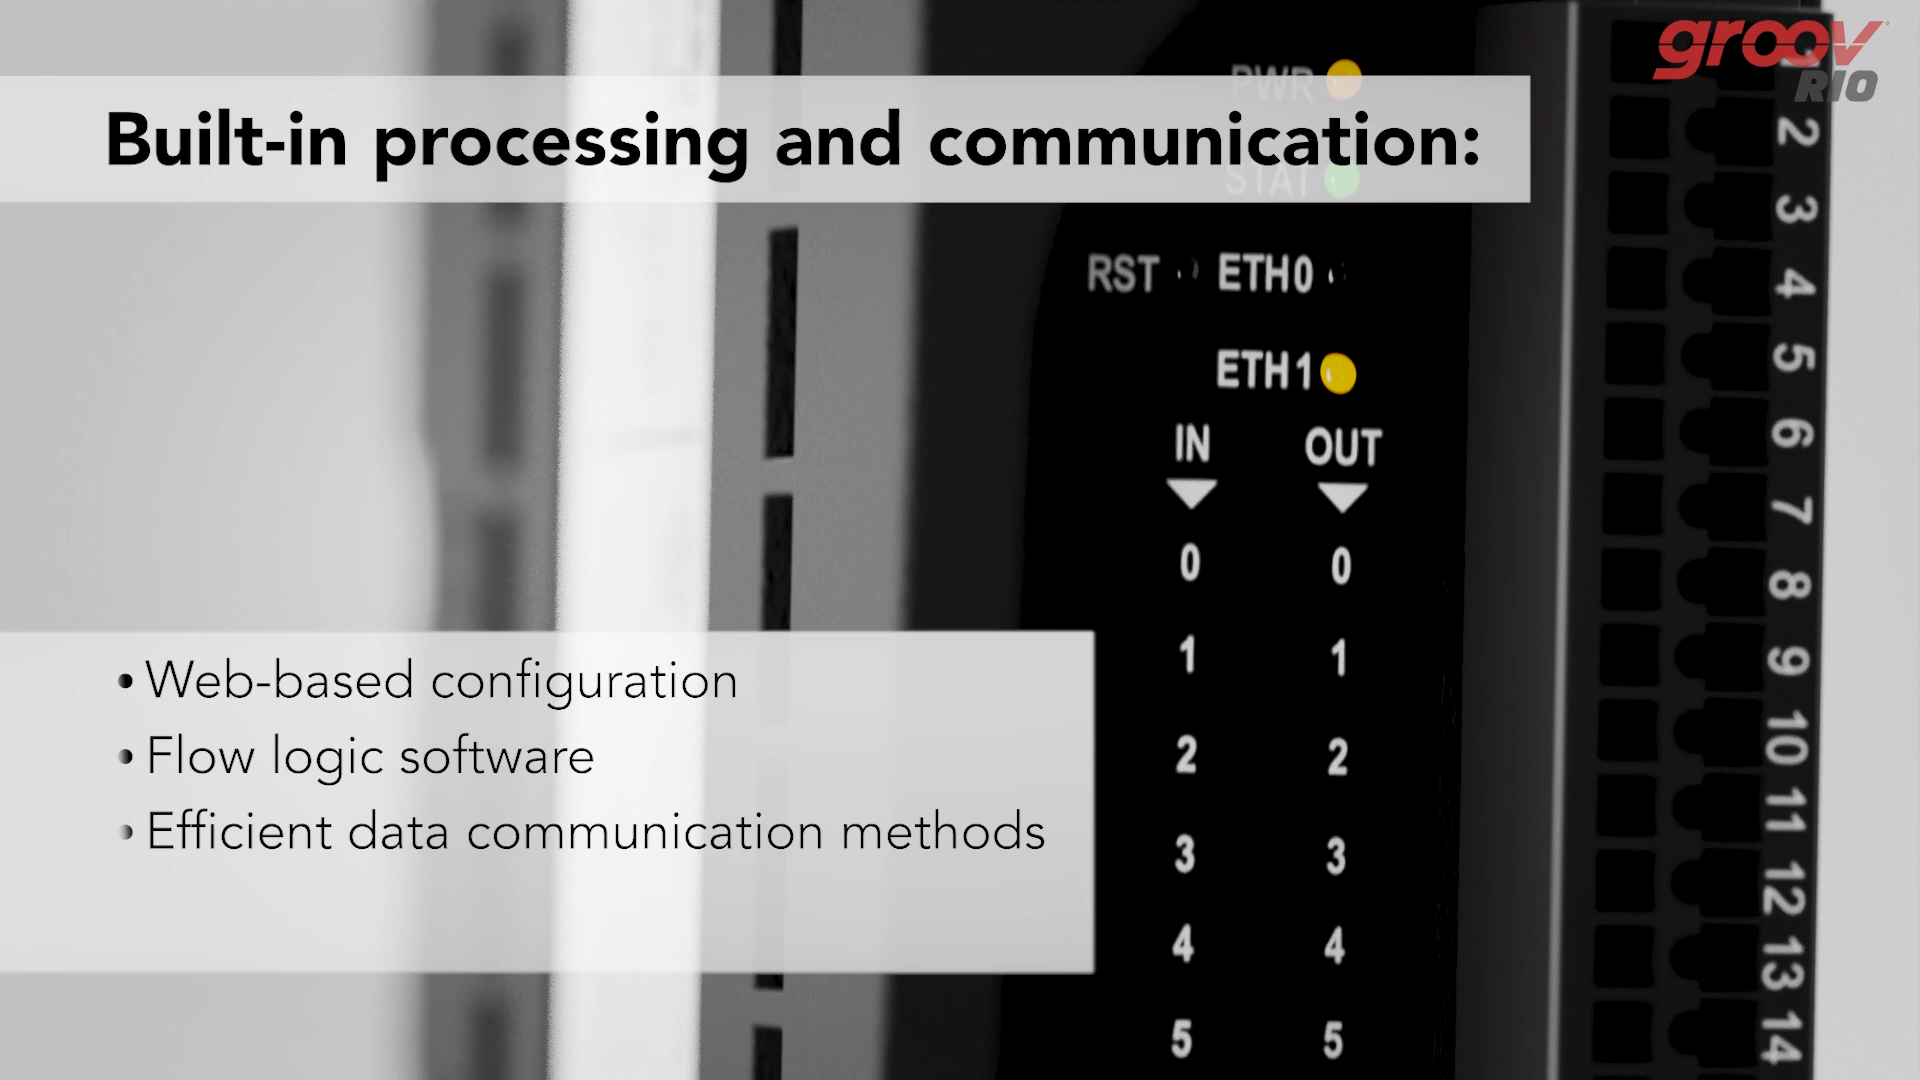 groov
RIO
PWR
Built-in processing and communication:
STAT
RST ETH0
ETH1
IN OUT
0 0
1 1
2 2
3 3
4 4
5 5
• Web-based configuration
• Flow logic software
• Efficient data communication methods
2
3
4
5
6
7
8
9
10
11
12
13
14